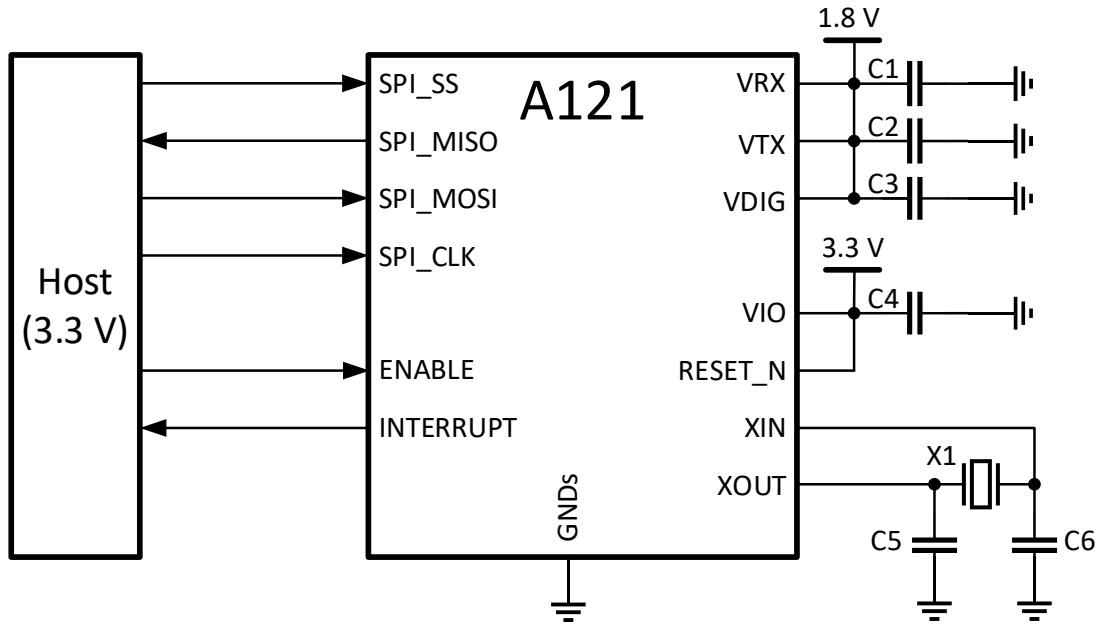 1.8 V
SPI_SS
A121
VRX
C1
SPI_MISO
VTX
C2
SPI_MOSI
VDIG
C3
SPI_CLK
3.3 V
Host
(3.3 V)
VIO
C4
ENABLE
RESET_N
INTERRUPT
XIN
X1
XOUT
GNDs
C5
C6